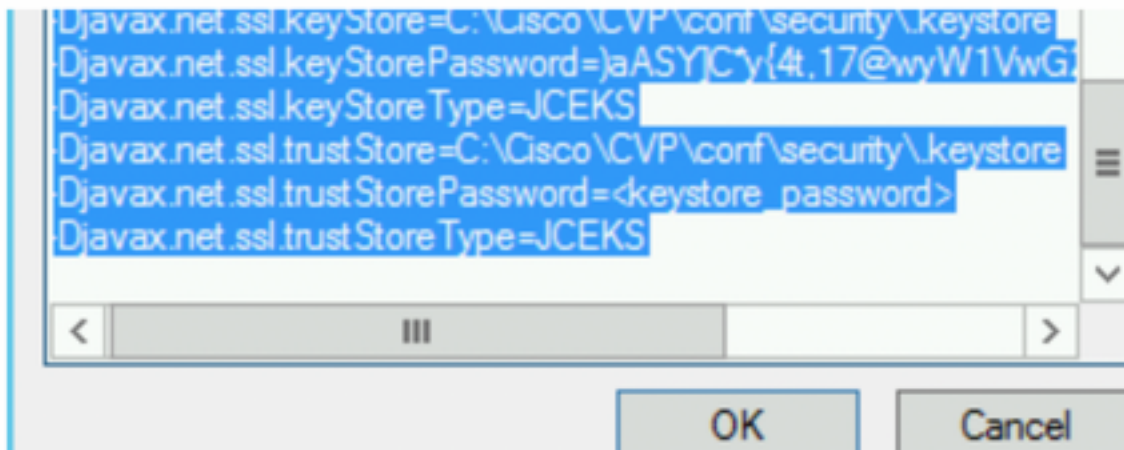 -Djavax.net.ssl.keyStore=C:\Cisco\CVP\conf\security\.keystore
-Djavax.net.ssl.keyStorePassword=)aASY]C*y{4t,17@wyW1VwG2
-Djavax.net.ssl.keyStoreType=JCEKS
-Djavax.net.ssl.trustStore=C:\Cisco\CVP\conf\security\.keystore
-Djavax.net.ssl.trustStorePassword=<keystore_password>
-Djavax.net.ssl.trustStoreType=JCEKS
OK
Cancel